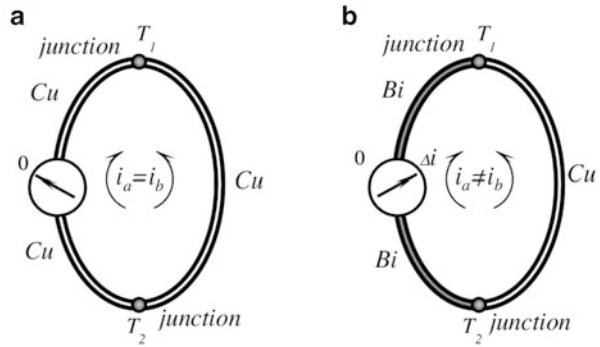 a
T1
junction
Cu
0
ia=ib
Cu
Cu
T2
junction
b
T1
junction
Bi
0
Δi
ia≠ib
Cu
Bi
T2
junction